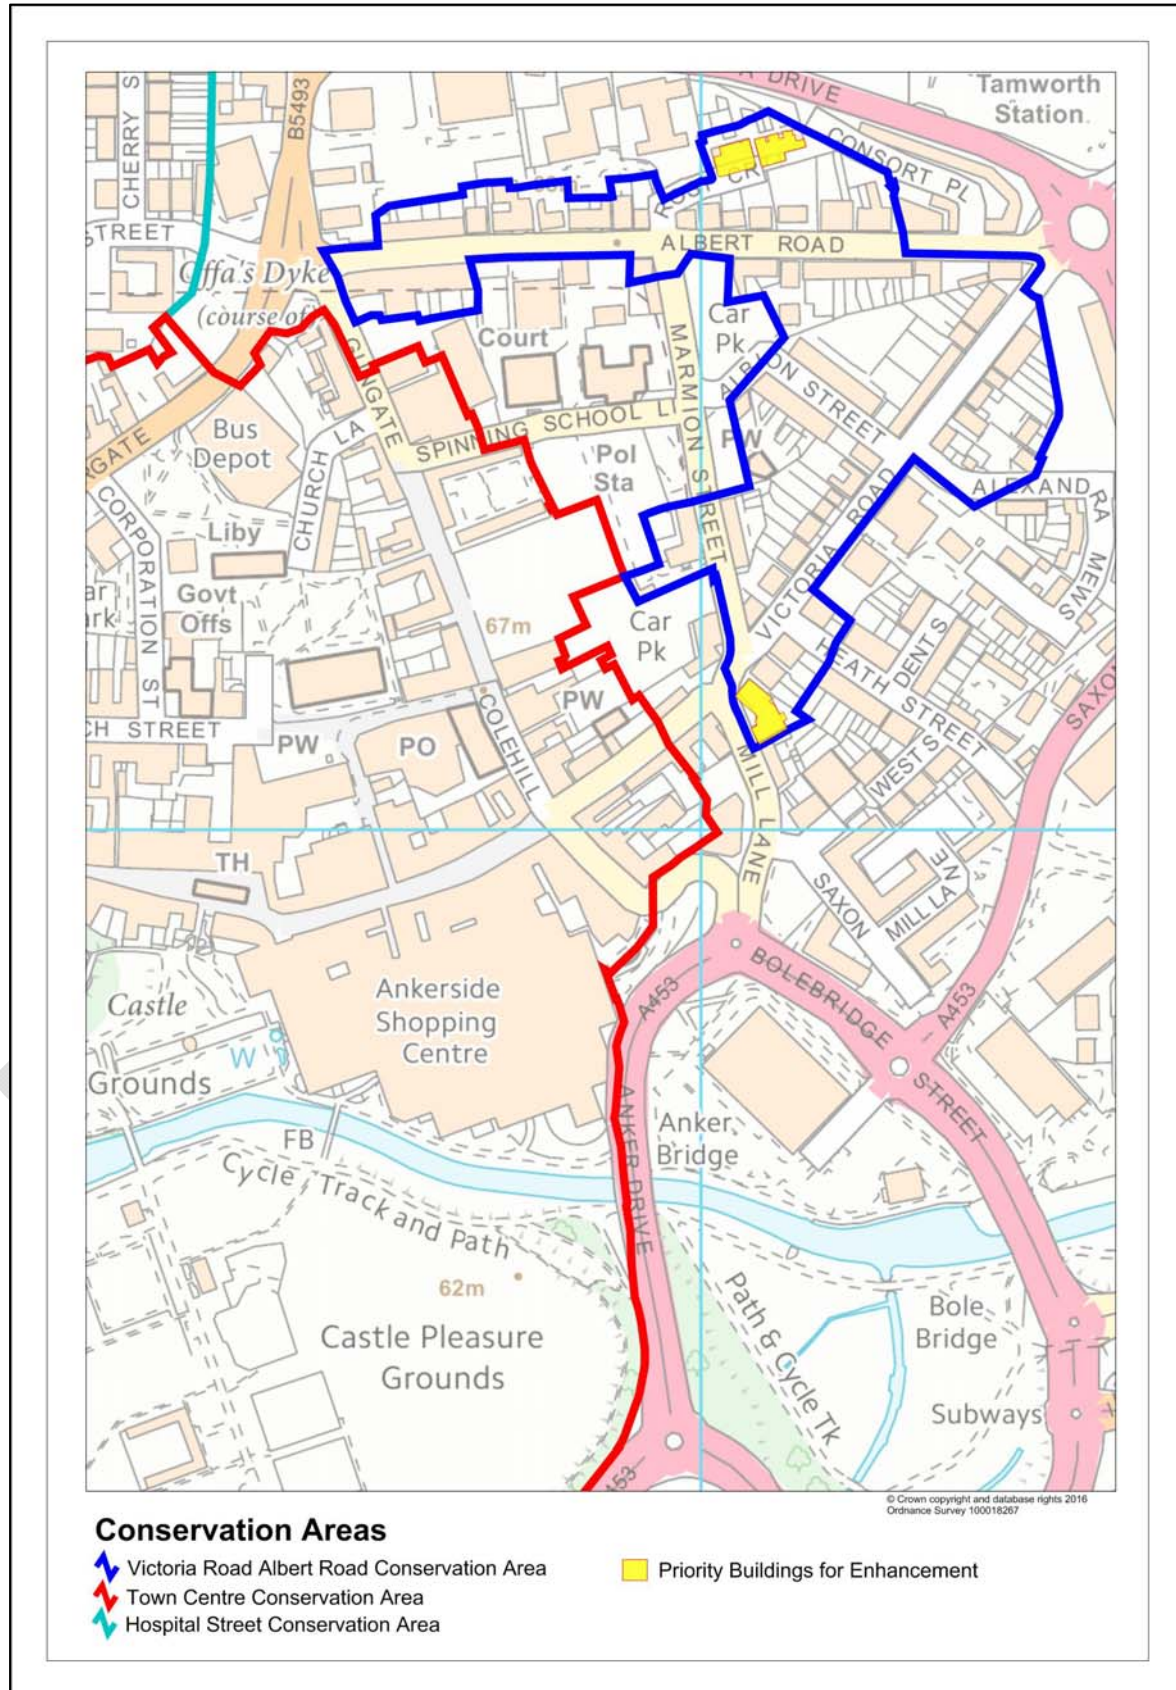 DRIVE
Tamworth
Station
B5493
CHERRY S
CONSORT PL
STREET
ALBERT ROAD
Offa's Dyke
(course of)
GUNGATE
Court
Car
Pk
MARMION STREET
ALBION STREET
SPINNING SCHOOL L
PW
Bus
Depot
CHURCH LA
Pol
Sta
VICTORIA ROAD
ALEXANDRA MEWS
CORPORATION ST
Liby
Govt
Offs
67m
Car
Pk
HEATH STREET
DENT S
WEST S
SAXON
CH STREET
PW
PO
PW
COLEHILL
MILL LANE
TH
SAXON
MILL LANE
Castle
Grounds
W
Ankerside
Shopping
Centre
A453
BOLEBRIDGE
STREET
A453
FB
Cycle Track and Path
ANKER DRIVE
Anker
Bridge
62m
Castle Pleasure
Grounds
Path & Cycle Tk
Bole
Bridge
Subways
453
© Crown copyright and database rights 2016
Ordnance Survey 100018267
Conservation Areas
Victoria Road Albert Road Conservation Area
Town Centre Conservation Area
Hospital Street Conservation Area
Priority Buildings for Enhancement